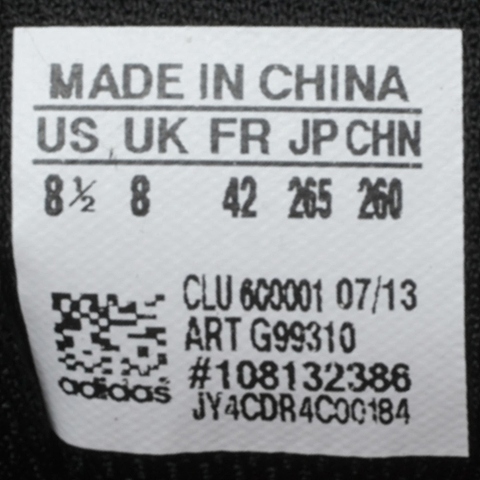 MADE IN CHINA
US UK FR JP CHN
8½ 8 42 265 260
CLU 600001 07/13
ART G99310
#108132386
JY4CDR4C00184
adidas